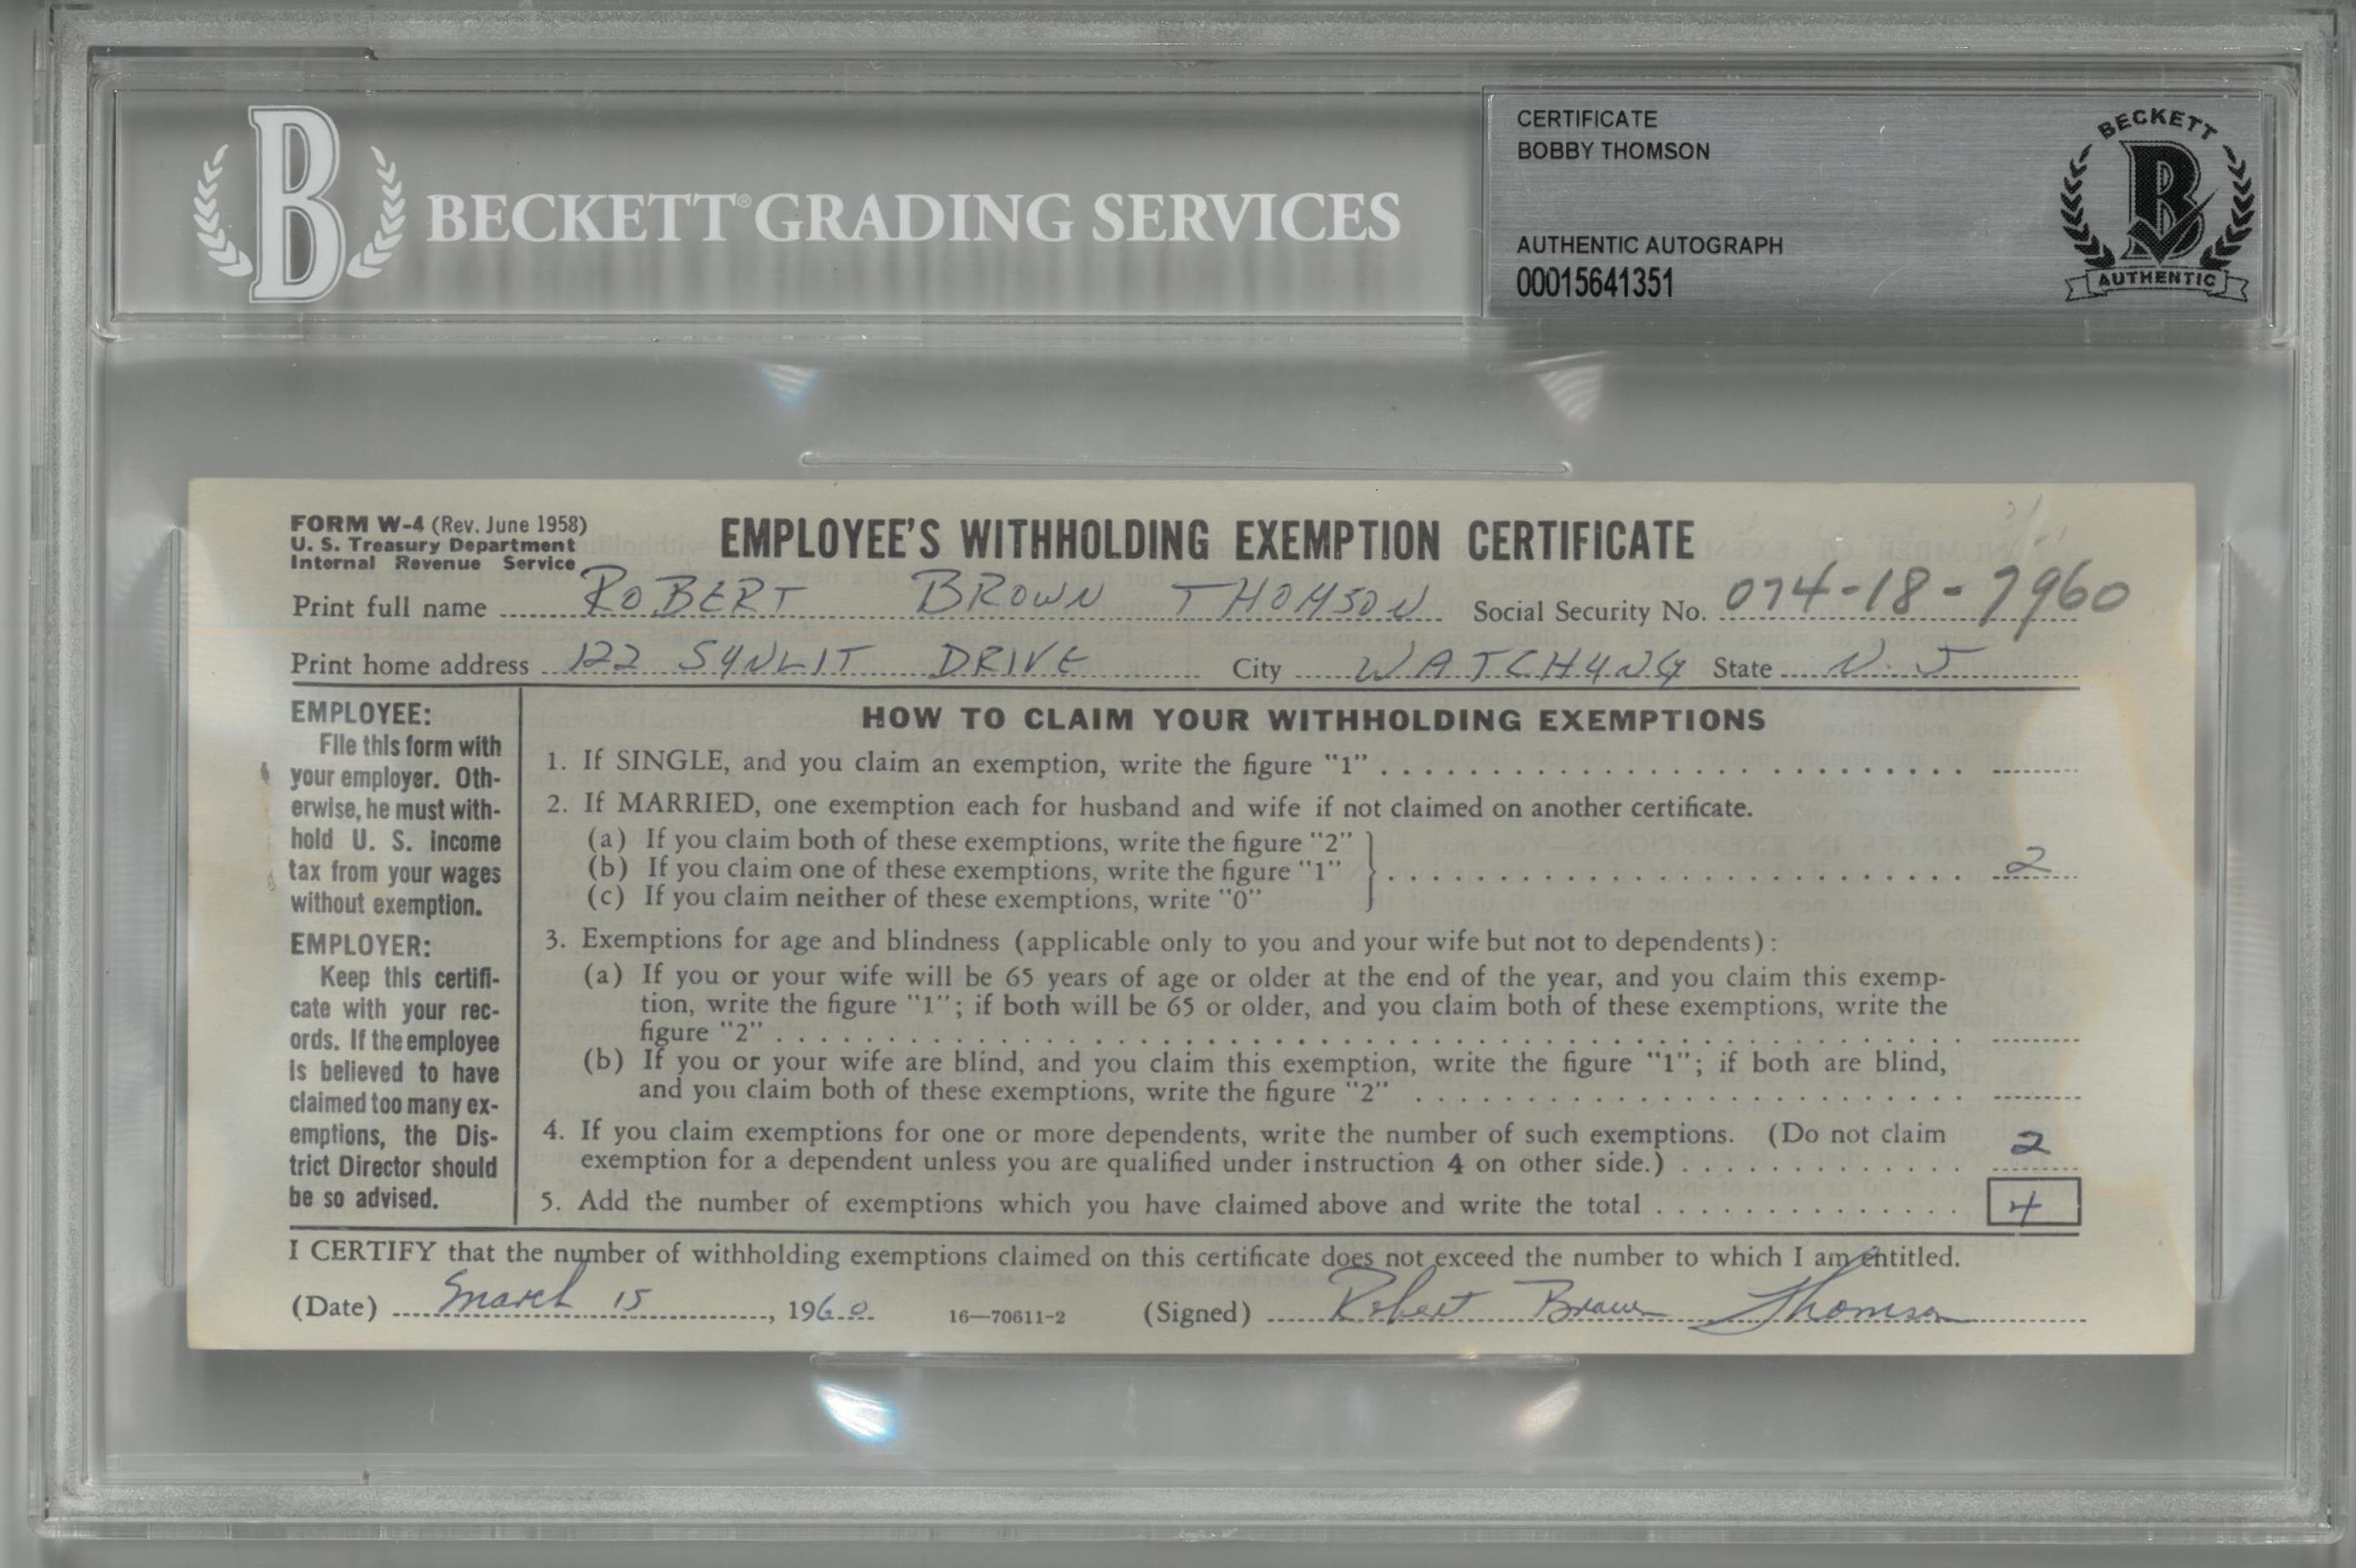 BECKETT® GRADING SERVICES
CERTIFICATE
BOBBY THOMSON
AUTHENTIC AUTOGRAPH
00015641351
BECKETT
B
AUTHENTIC
FORM W-4 (Rev. June 1958)
U. S. Treasury Department
Internal Revenue Service
EMPLOYEE'S WITHHOLDING EXEMPTION CERTIFICATE
Print full name ROBERT BROWN THOMSON Social Security No. 074-18-7960
Print home address 122 SUNLIT DRIVE City WATCHUNG State N.J
EMPLOYEE:
File this form with
your employer. Oth-
erwise, he must with-
hold U. S. income
tax from your wages
without exemption.
EMPLOYER:
Keep this certifi-
cate with your rec-
ords. If the employee
is believed to have
claimed too many ex-
emptions, the Dis-
trict Director should
be so advised.
HOW TO CLAIM YOUR WITHHOLDING EXEMPTIONS
1. If SINGLE, and you claim an exemption, write the figure "1"
2. If MARRIED, one exemption each for husband and wife if not claimed on another certificate.
(a) If you claim both of these exemptions, write the figure "2"
(b) If you claim one of these exemptions, write the figure "1" 2
(c) If you claim neither of these exemptions, write "0"
3. Exemptions for age and blindness (applicable only to you and your wife but not to dependents):
(a) If you or your wife will be 65 years of age or older at the end of the year, and you claim this exemp-
tion, write the figure "1"; if both will be 65 or older, and you claim both of these exemptions, write the
figure "2"
(b) If you or your wife are blind, and you claim this exemption, write the figure "1"; if both are blind,
and you claim both of these exemptions, write the figure "2"
4. If you claim exemptions for one or more dependents, write the number of such exemptions. (Do not claim
exemption for a dependent unless you are qualified under instruction 4 on other side.) 2
5. Add the number of exemptions which you have claimed above and write the total 4
I CERTIFY that the number of withholding exemptions claimed on this certificate does not exceed the number to which I am entitled.
(Date) March 15, 1960 16—70611-2 (Signed) Robert Brown Thomson